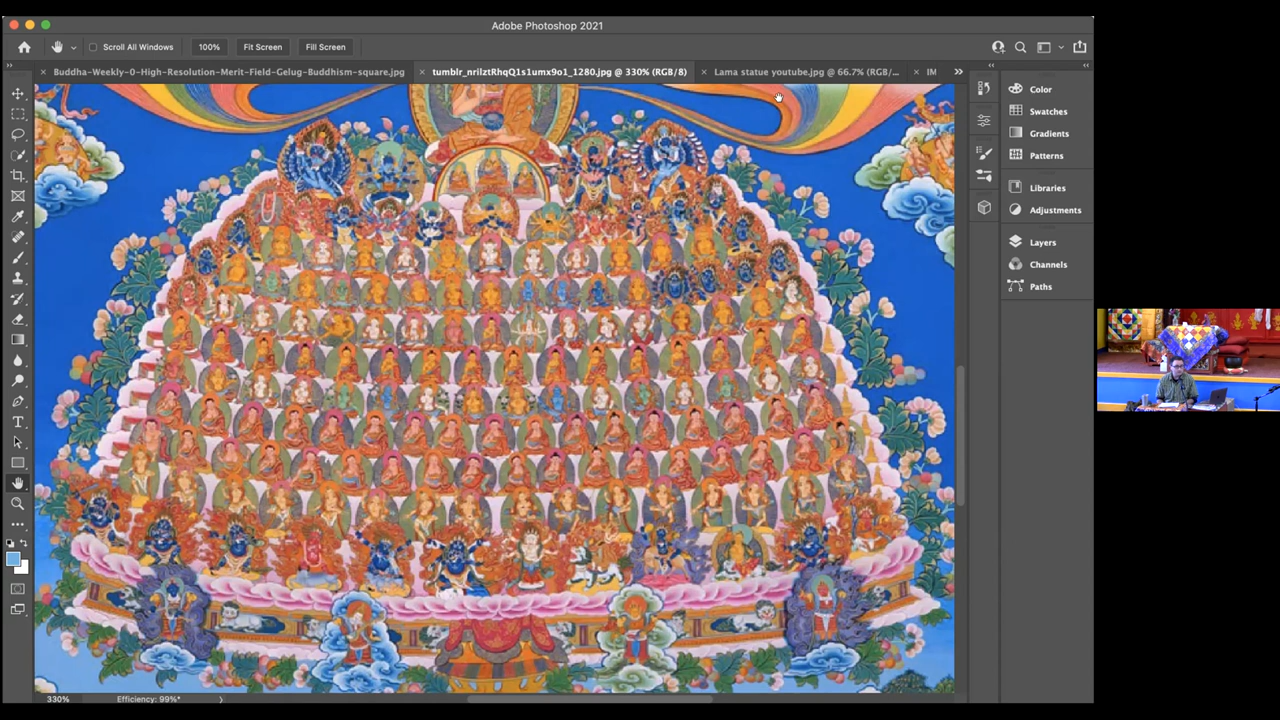 Adobe Photoshop 2021
Scroll All Windows 100% Fit Screen Fill Screen
Buddha-Weekly-0-High-Resolution-Merit-Field-Gelug-Buddhism-square.jpg tumblr_nrilztRhqQ1s1umx9o1_1280.jpg @ 330% (RGB/8) Lama statue youtube.jpg @ 66.7% (RGB/... IM
Color
Swatches
Gradients
Patterns
Libraries
Adjustments
Layers
Channels
Paths
330% Efficiency: 99%*